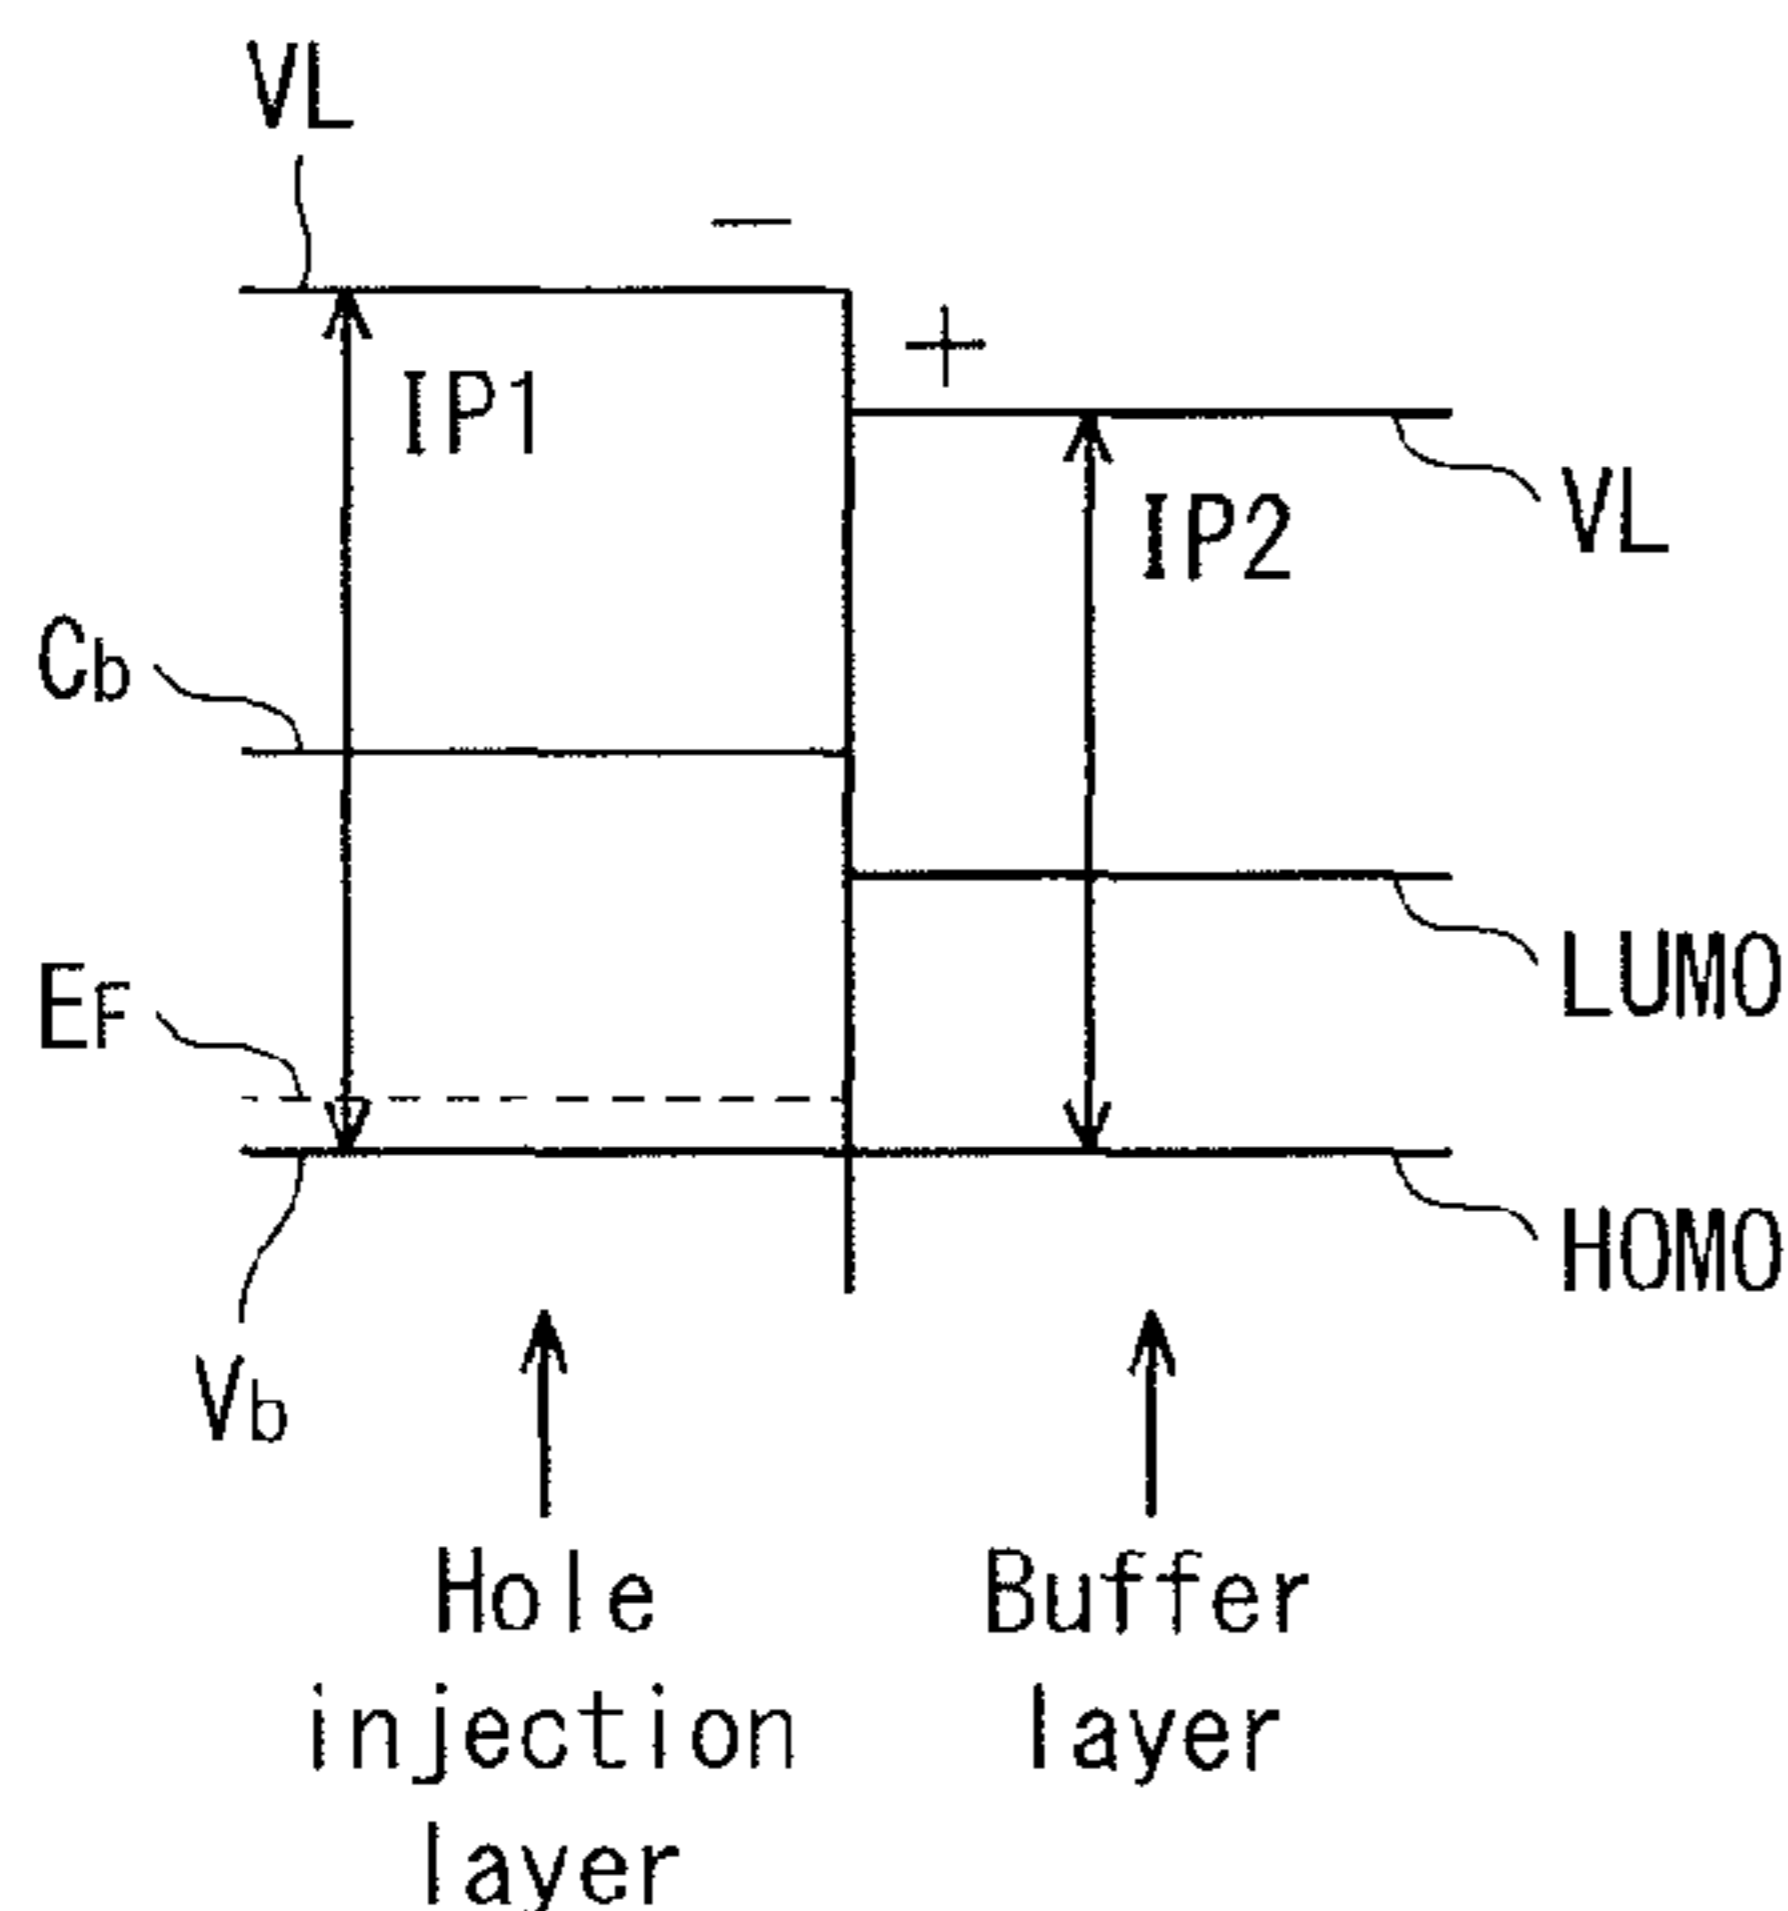 VL
−
+
IP1
IP2
VL
Cb
LUMO
EF
HOMO
Vb
Hole
injection
layer
Buffer
layer